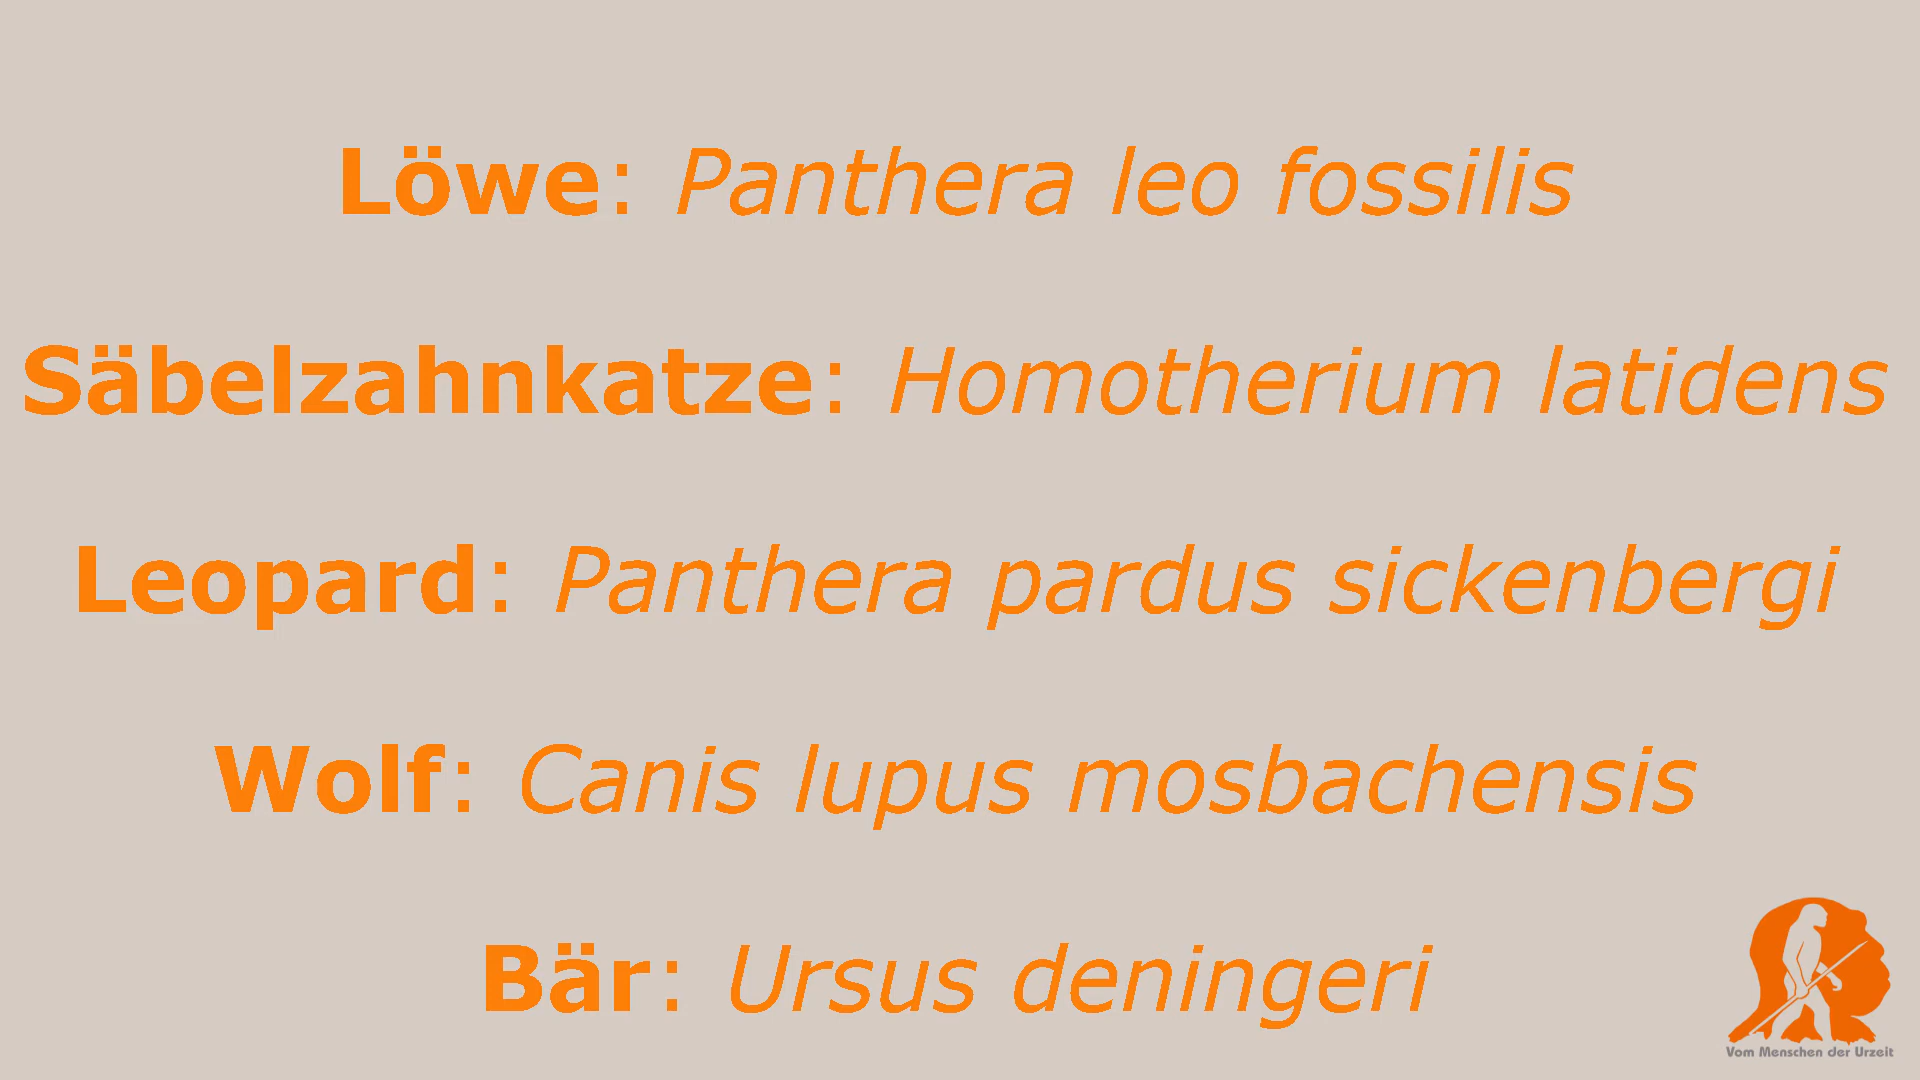 Löwe: Panthera leo fossilis
Säbelzahnkatze: Homotherium latidens
Leopard: Panthera pardus sickenbergi
Wolf: Canis lupus mosbachensis
Bär: Ursus deningeri
Vom Menschen der Urzeit